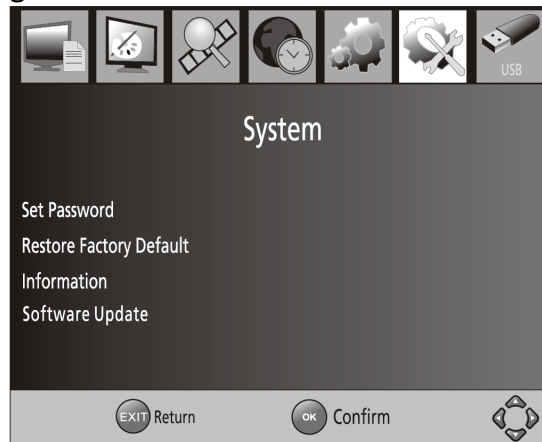 USB
System
Set Password
Restore Factory Default
Information
Software Update
EXIT Return OK Confirm